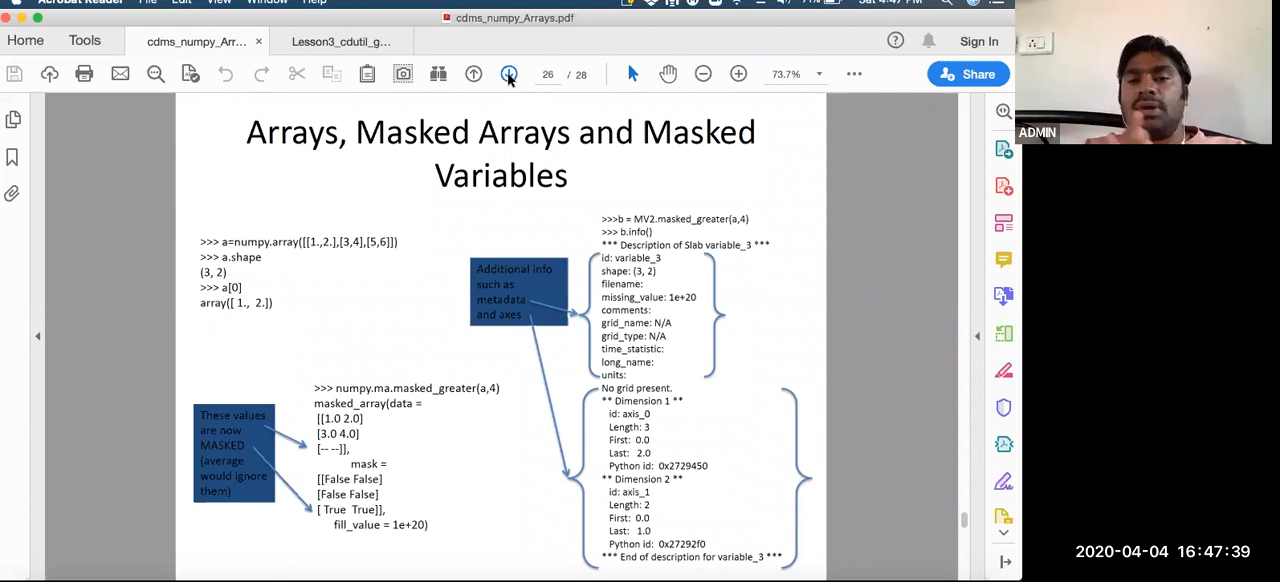 Acrobat Reader File Edit View Window Help
71% Sat 4:47 PM
cdms_numpy_Arrays.pdf
Home Tools cdms_numpy_Arr... × Lesson3_cdutil_g... Sign In
26 / 28 73.7% Share
ADMIN
Arrays, Masked Arrays and Masked
Variables
>>> a=numpy.array([[1.,2.],[3,4],[5,6]])
>>> a.shape
(3, 2)
>>> a[0]
array([ 1., 2.])
>>> numpy.ma.masked_greater(a,4)
masked_array(data =
[[1.0 2.0]
[3.0 4.0]
[-- --]],
mask =
[[False False]
[False False]
[ True True]],
fill_value = 1e+20)
These values
are now
MASKED
(average
would ignore
them)
Additional info
such as
metadata
and axes
>>>b = MV2.masked_greater(a,4)
>>> b.info()
*** Description of Slab variable_3 ***
id: variable_3
shape: (3, 2)
filename:
missing_value: 1e+20
comments:
grid_name: N/A
grid_type: N/A
time_statistic:
long_name:
units:
No grid present.
** Dimension 1 **
id: axis_0
Length: 3
First: 0.0
Last: 2.0
Python id: 0x2729450
** Dimension 2 **
id: axis_1
Length: 2
First: 0.0
Last: 1.0
Python id: 0x27292f0
*** End of description for variable_3 ***
2020-04-04 16:47:39